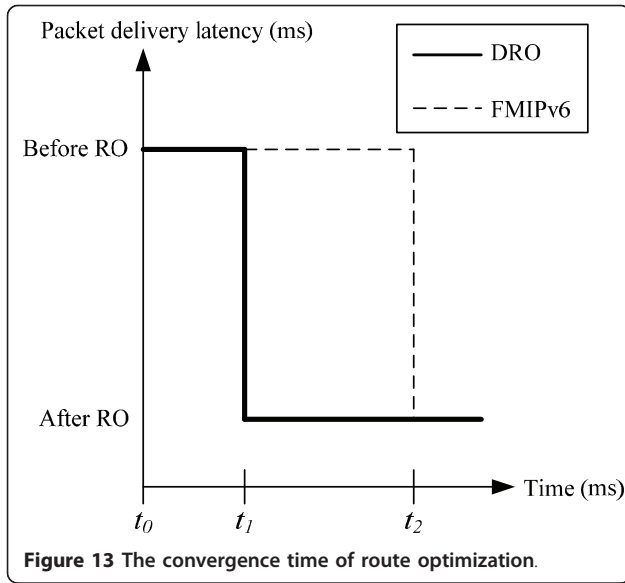 Packet delivery latency (ms)
DRO
FMIPv6
Before RO
After RO
Time (ms)
t0 t1 t2
Figure 13 The convergence time of route optimization.